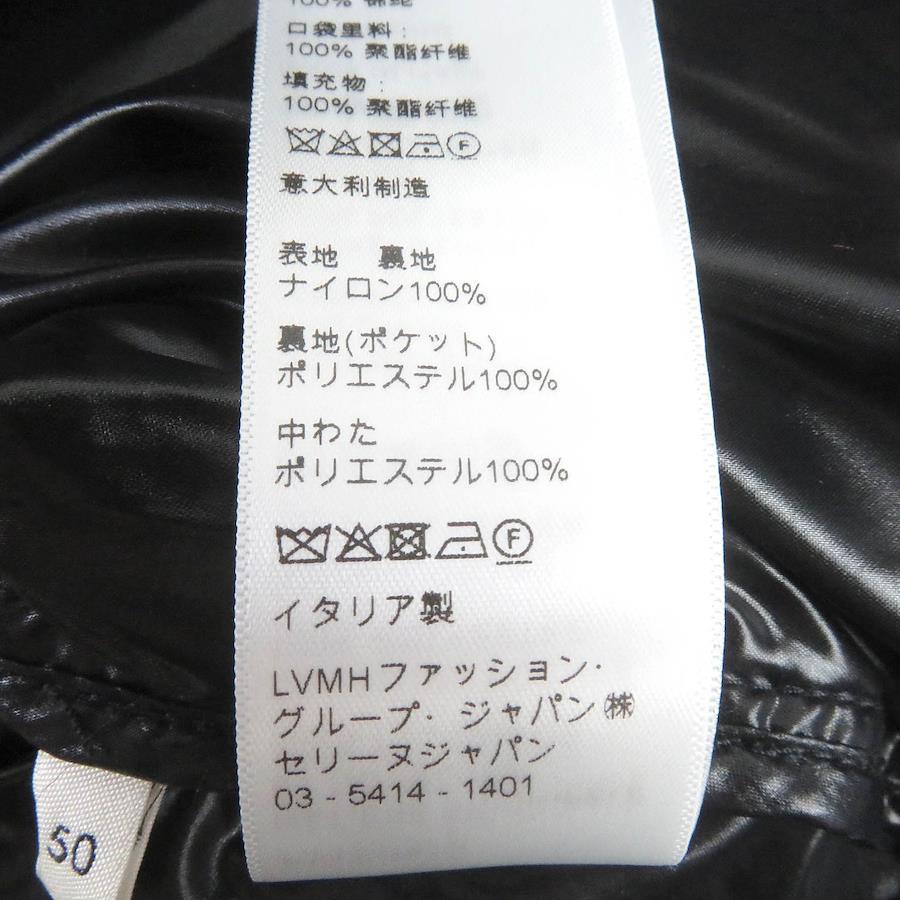 口袋里料:
100% 聚酯纤维
填充物:
100% 聚酯纤维
F
意大利制造
表地 裏地
ナイロン100%
裏地(ポケット)
ポリエステル100%
中わた
ポリエステル100%
F
イタリア製
LVMHファッション・
グループ・ジャパン㈱
セリーヌジャパン
03 - 5414 - 1401
50